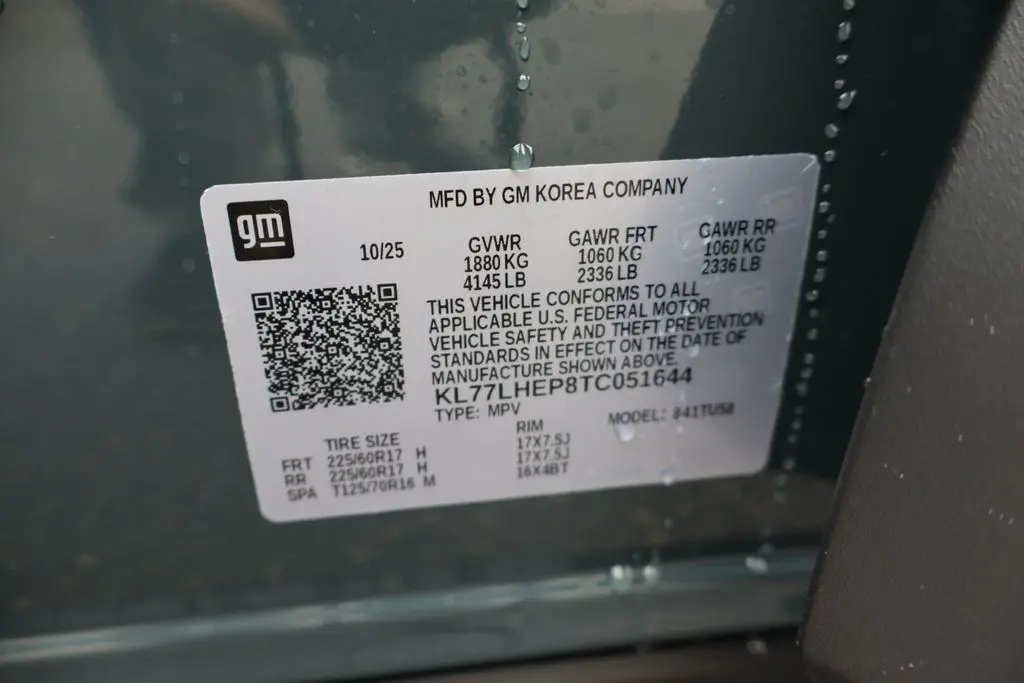 MFD BY GM KOREA COMPANY
gm
10/25
GVWR GAWR FRT GAWR RR
1880 KG 1060 KG 1060 KG
4145 LB 2336 LB 2336 LB
THIS VEHICLE CONFORMS TO ALL
APPLICABLE U.S. FEDERAL MOTOR
VEHICLE SAFETY AND THEFT PREVENTION
STANDARDS IN EFFECT ON THE DATE OF
MANUFACTURE SHOWN ABOVE.
KL77LHEP8TC051644
TYPE: MPV MODEL:
TIRE SIZE RIM
FRT 225/60R17 H 17X7.5J
RR 225/60R17 H 17X7.5J
SPA T125/70R16 M 16X4BT